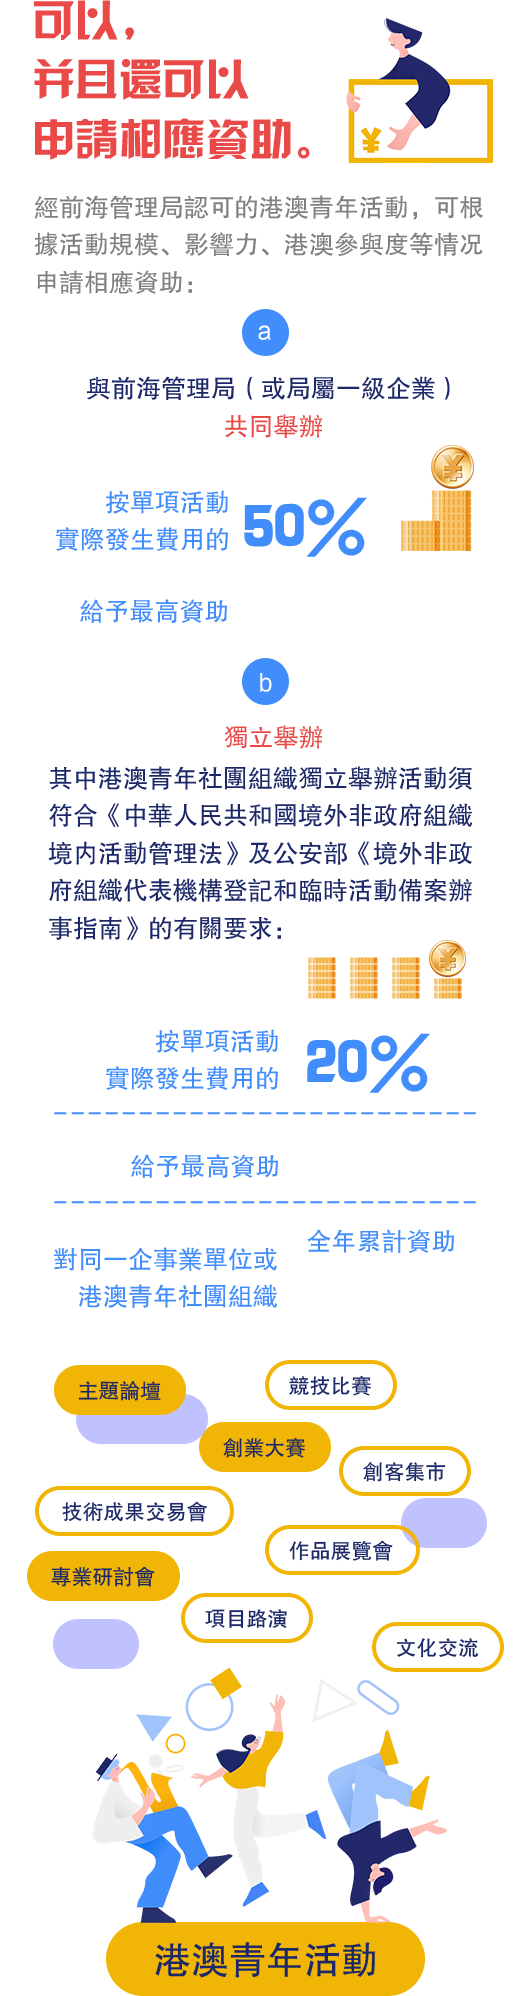 可以，
并且還可以
申請相應資助。
¥
經前海管理局認可的港澳青年活動，可根
據活動規模、影響力、港澳參與度等情况
申請相應資助：
a
與前海管理局（或局屬一級企業）
共同舉辦
¥
按單項活動
實際發生費用的 50%
給予最高資助
b
獨立舉辦
其中港澳青年社團組織獨立舉辦活動須
符合《中華人民共和國境外非政府組織
境内活動管理法》及公安部《境外非政
府組織代表機構登記和臨時活動備案辦
事指南》的有關要求：
¥
按單項活動
實際發生費用的 20%
給予最高資助
全年累計資助
對同一企事業單位或
港澳青年社團組織
主題論壇
競技比賽
創業大賽
創客集市
技術成果交易會
作品展覽會
專業研討會
項目路演
文化交流
港澳青年活動